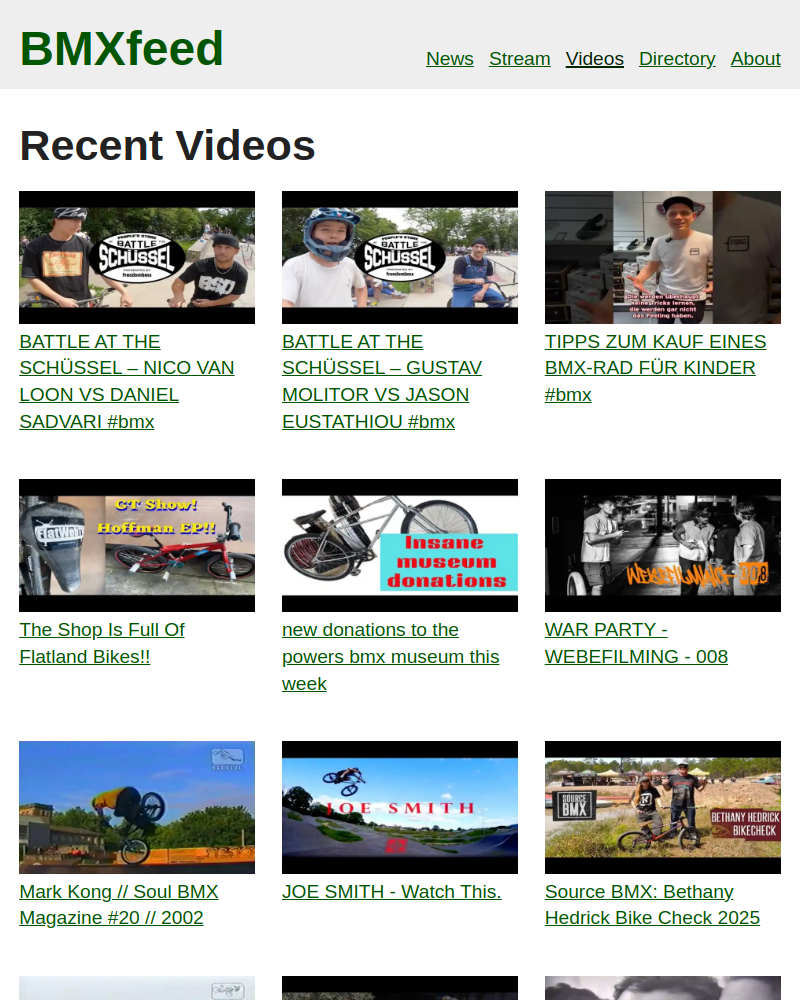 BMXfeed
News Stream Videos Directory About
Recent Videos
PEOPLE'S STORE
BATTLE
SCHÜSSEL
freedombmx
PEOPLE'S STORE
BATTLE
SCHÜSSEL
freedombmx
Die werden überhaupt
keine Tricks lernen,
die werden gar nicht
das Feeling haben.
BATTLE AT THE
SCHÜSSEL – NICO VAN
LOON VS DANIEL
SADVARI #bmx
BATTLE AT THE
SCHÜSSEL – GUSTAV
MOLITOR VS JASON
EUSTATHIOU #bmx
TIPPS ZUM KAUF EINES
BMX-RAD FÜR KINDER
#bmx
GT Show!
Hoffman EP!!
Insane
museum
donations
WEBEFILMING - 008
The Shop Is Full Of
Flatland Bikes!!
new donations to the
powers bmx museum this
week
WAR PARTY -
WEBEFILMING - 008
JOE SMITH
SOURCE
BMX
BETHANY HEDRICK
BIKECHECK
Mark Kong // Soul BMX
Magazine #20 // 2002
JOE SMITH - Watch This.
Source BMX: Bethany
Hedrick Bike Check 2025